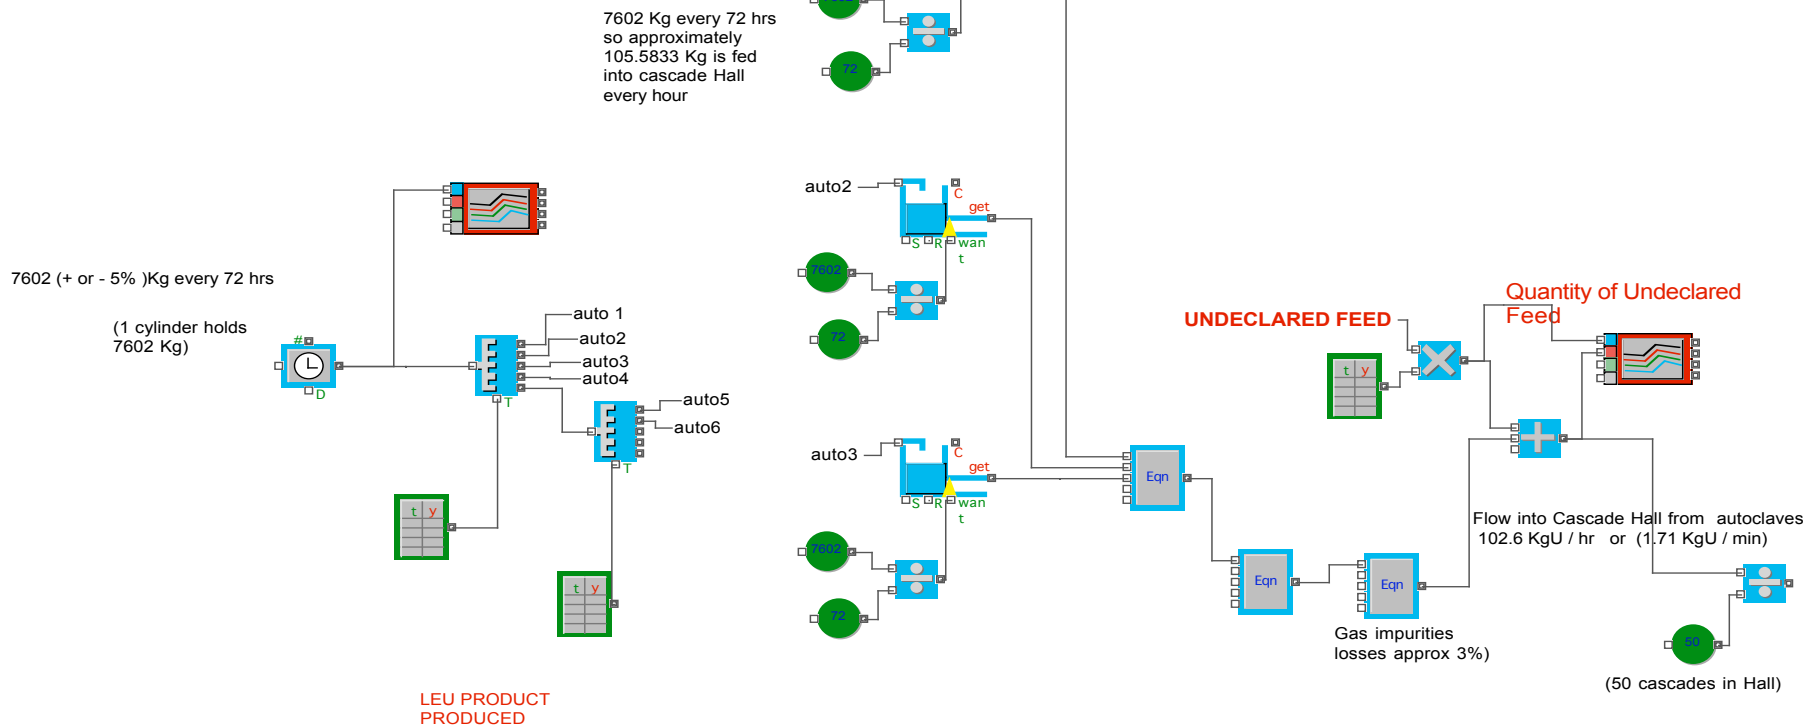 7602 Kg every 72 hrs
so approximately
105.5833 Kg is fed
into cascade Hall
every hour
72
auto2
C
get
S R wan
t
7602
72
7602 (+ or - 5% )Kg every 72 hrs
(1 cylinder holds
7602 Kg)
#
D
auto 1
auto2
auto3
auto4
T
auto5
auto6
T
t y
t y
auto3
C
get
S R wan
t
7602
72
Eqn
Eqn
Eqn
Gas impurities
losses approx 3%)
UNDECLARED FEED
t y
Quantity of Undeclared
Feed
Flow into Cascade Hall from autoclaves
102.6 KgU / hr or (1.71 KgU / min)
50
(50 cascades in Hall)
LEU PRODUCT
PRODUCED